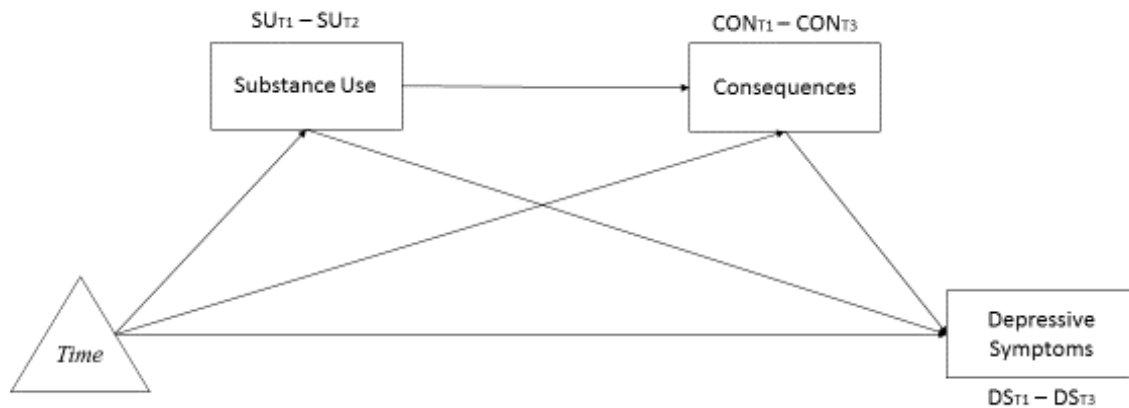 SUT1 – SUT2
CONT1 – CONT3
Substance Use
Consequences
Time
Depressive
Symptoms
DST1 – DST3